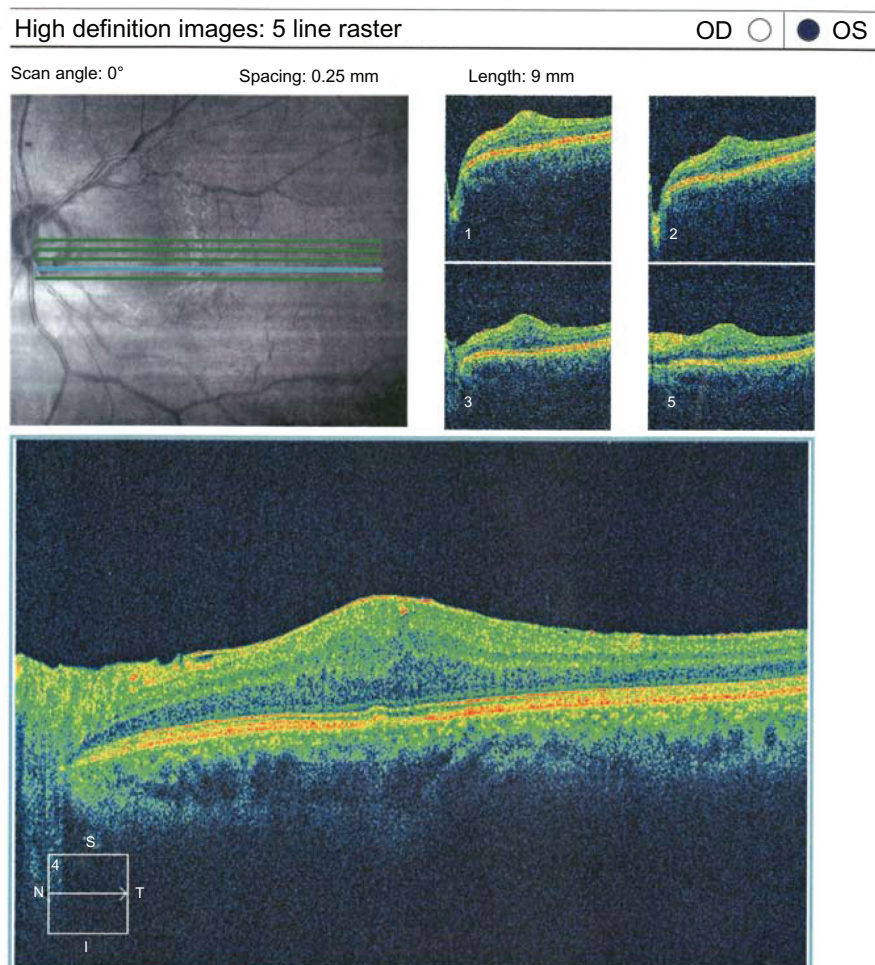 High definition images: 5 line raster OD OS
Scan angle: 0° Spacing: 0.25 mm Length: 9 mm
1
2
3
5
S
4
N T
I